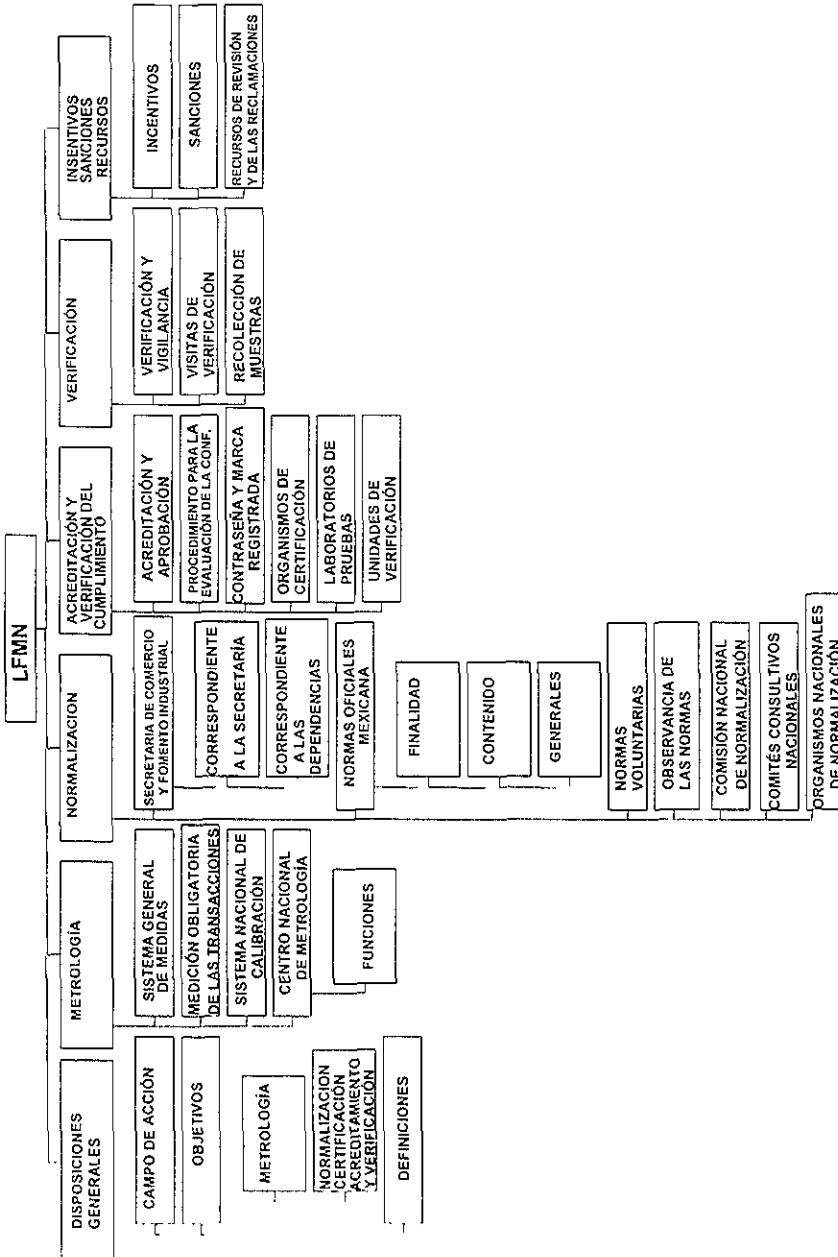 LFMN
DISPOSICIONES
GENERALES
CAMPO DE ACCIÓN
OBJETIVOS
METROLOGÍA
NORMALIZACION
CERTIFICACIÓN
ACREDITAMIENTO
Y VERIFICACIÓN
DEFINICIONES
METROLOGÍA
SISTEMA GENERAL
DE MEDIDAS
MEDICIÓN OBLIGATORIA
DE LAS TRANSACCIONES
SISTEMA NACIONAL DE
CALIBRACIÓN
CENTRO NACIONAL
DE METROLOGÍA
FUNCIONES
NORMALIZACION
SECRETARIA DE COMERCIO
Y FOMENTO INDUSTRIAL
CORRESPONDIENTE
A LA SECRETARÍA
CORRESPONDIENTE
A LAS
DEPENDENCIAS
NORMAS OFICIALES
MEXICANA
FINALIDAD
CONTENIDO
GENERALES
NORMAS
VOLUNTARIAS
OBSERVANCIA DE
LAS NORMAS
COMISIÓN NACIONAL
DE NORMALIZACIÓN
COMITÉS CONSULTIVOS
NACIONALES
ORGANISMOS NACIONALES
DE NORMALIZACIÓN
ACREDITACIÓN Y
VERIFICACIÓN DEL
CUMPLIMIENTO
ACREDITACIÓN Y
APROBACIÓN
PROCEDIMIENTO PARA LA
EVALUACIÓN DE LA CONF.
CONTRASEÑA Y MARCA
REGISTRADA
ORGANISMOS DE
CERTIFICACIÓN
LABORATORIOS DE
PRUEBAS
UNIDADES DE
VERIFICACIÓN
VERIFICACIÓN
VERIFICACIÓN Y
VIGILANCIA
VISITAS DE
VERIFICACIÓN
RECOLECCIÓN DE
MUESTRAS
INSENTIVOS
SANCIONES
RECURSOS
INCENTIVOS
SANCIONES
RECURSOS DE REVISIÓN
Y DE LAS RECLAMACIONES